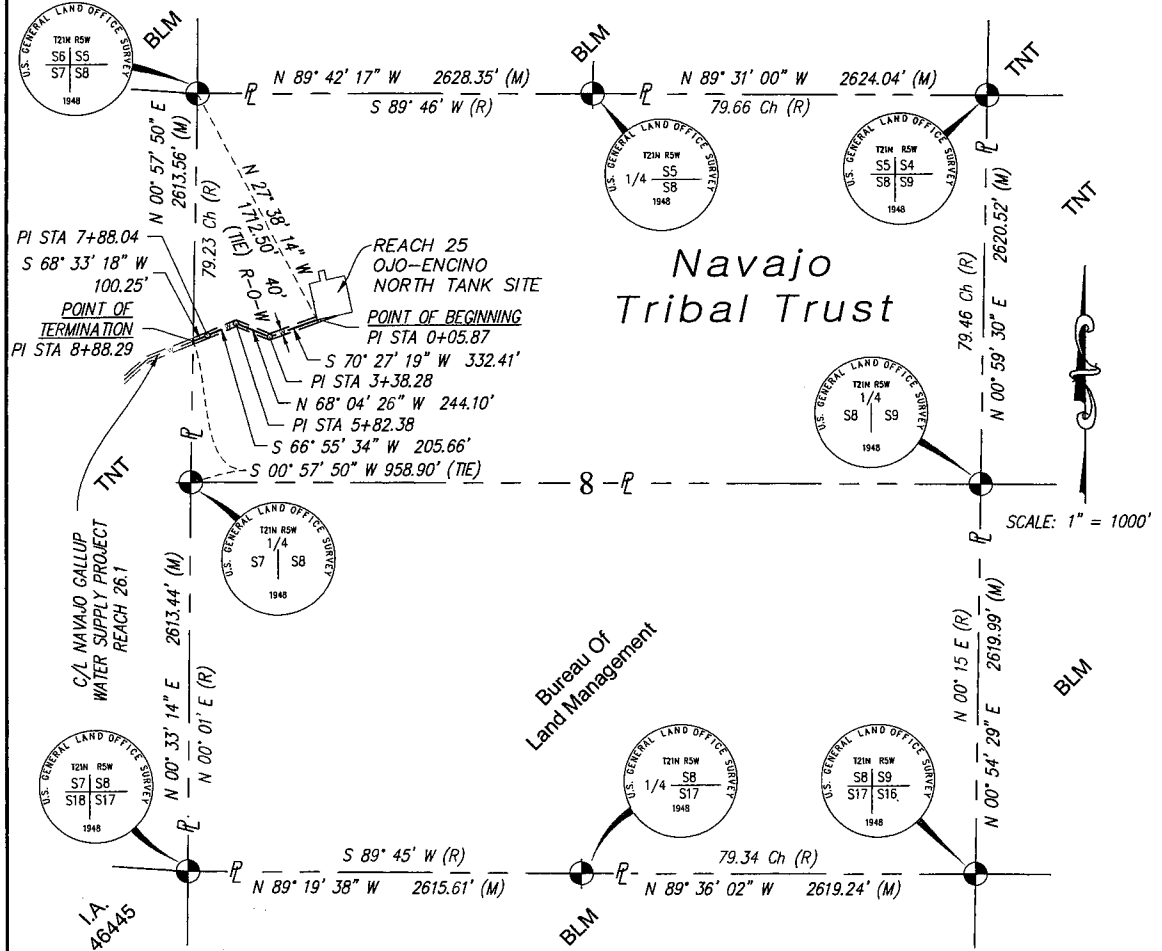 U.S. GENERAL LAND OFFICE SURVEY
T21N R5W
S6 S5
S7 S8
1948
BLM
N 89° 42' 17" W 2628.35' (M)
S 89° 46' W (R)
BLM
N 89° 31' 00" W 2624.04' (M)
79.66 Ch (R)
TNT
U.S. GENERAL LAND OFFICE SURVEY
T21N R5W
1/4 S5
S8
1948
U.S. GENERAL LAND OFFICE SURVEY
T21N R5W
S5 S4
S8 S9
1948
N 00° 57' 50" E
2613.56' (M)
79.23 Ch (R)
N 27° 38' 14" W
1712.50'
(TIE)
40'
R-O-W
PI STA 7+88.04
S 68° 33' 18" W
100.25'
POINT OF
TERMINATION
PI STA 8+88.29
REACH 25
OJO-ENCINO
NORTH TANK SITE
POINT OF BEGINNING
PI STA 0+05.87
S 70° 27' 19" W 332.41'
PI STA 3+38.28
N 68° 04' 26" W 244.10'
PI STA 5+82.38
S 66° 55' 34" W 205.66'
S 00° 57' 50" W 958.90' (TIE)
Navajo
Tribal Trust
79.46 Ch (R)
N 00° 59' 30" E 2620.52' (M)
TNT
U.S. GENERAL LAND OFFICE SURVEY
T21N R5W
1/4
S8 S9
1948
TNT
8
SCALE: 1" = 1000'
C/L NAVAJO GALLUP
WATER SUPPLY PROJECT
REACH 26.1
U.S. GENERAL LAND OFFICE SURVEY
T21N R5W
1/4
S7 S8
1948
N 00° 33' 14" E 2613.44' (M)
N 00° 01' E (R)
Bureau Of
Land Management
N 00° 15 E (R)
N 00° 54' 29" E 2619.99' (M)
BLM
U.S. GENERAL LAND OFFICE SURVEY
T21N R5W
S7 S8
S18 S17
1948
U.S. GENERAL LAND OFFICE SURVEY
T21N R5W
1/4 S8
S17
1948
U.S. GENERAL LAND OFFICE SURVEY
T21N R5W
S8 S9
S17 S16
1948
S 89° 45' W (R)
N 89° 19' 38" W 2615.61' (M)
79.34 Ch (R)
N 89° 36' 02" W 2619.24' (M)
I.A.
46445
BLM